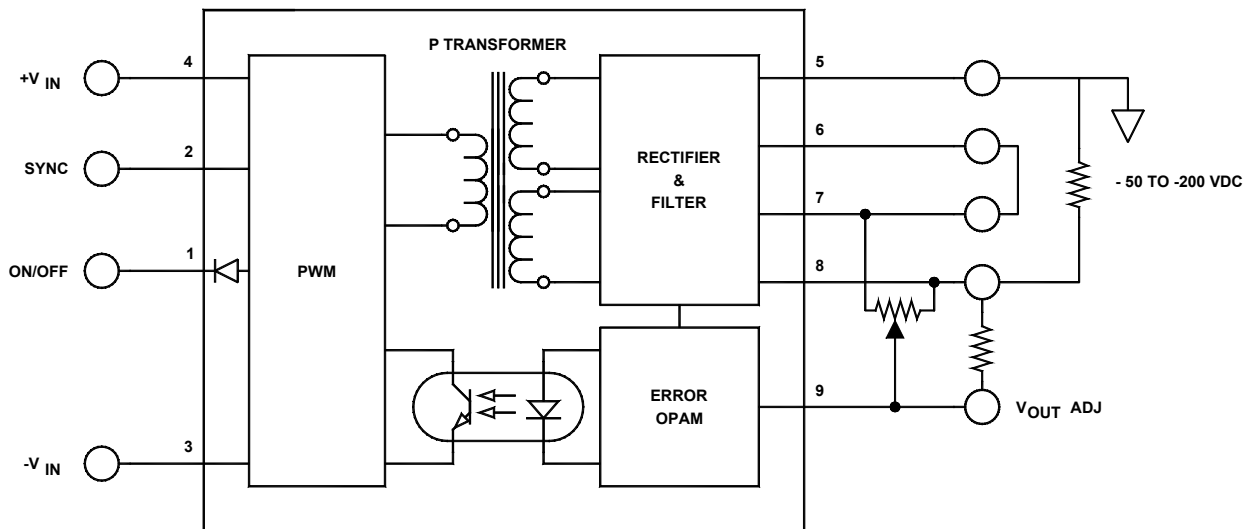 P TRANSFORMER
+V IN
4
SYNC
2
ON/OFF
1
-V IN
3
PWM
RECTIFIER
&
FILTER
ERROR
OPAM
5
6
7
8
9
- 50 TO -200 VDC
VOUT ADJ